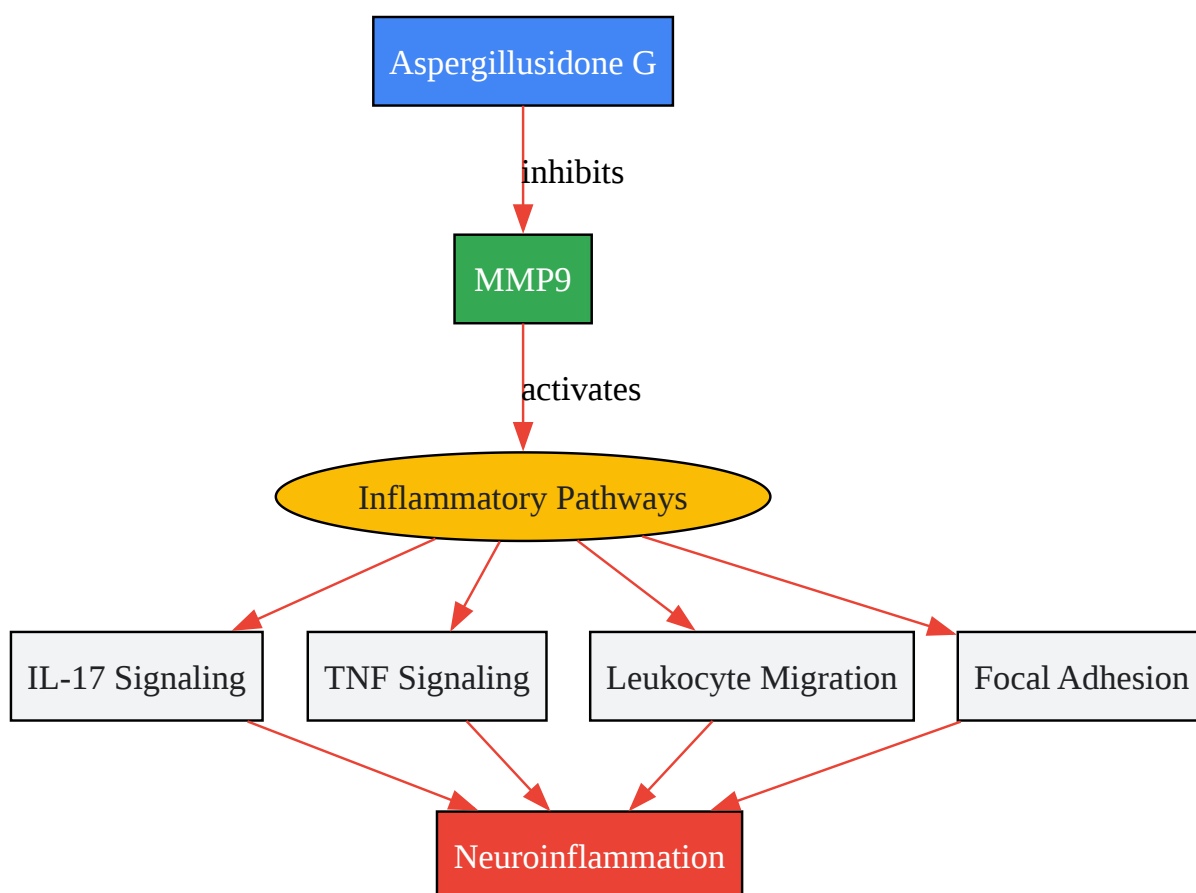 Aspergillusidone G
inhibits
MMP9
activates
Inflammatory Pathways
IL-17 Signaling
TNF Signaling
Leukocyte Migration
Focal Adhesion
Neuroinflammation